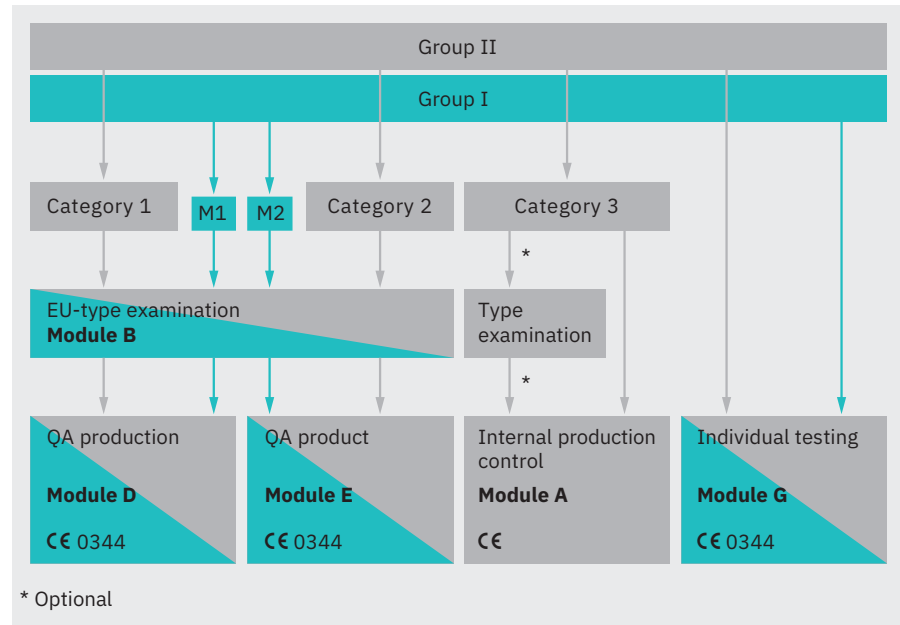 Group II
Group I
Category 1
M1
M2
Category 2
Category 3
*
EU-type examination
Module B
Type
examination
*
QA production
Module D
CE 0344
QA product
Module E
CE 0344
Internal production
control
Module A
CE
Individual testing
Module G
CE 0344
* Optional